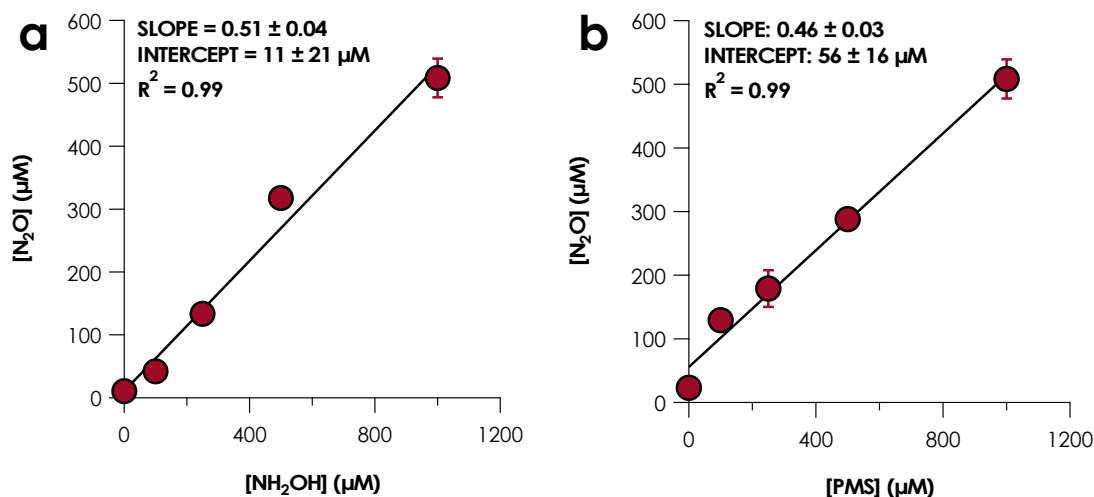 a
SLOPE = 0.51 ± 0.04
INTERCEPT = 11 ± 21 µM
R² = 0.99
[N₂O] (µM)
600
500
400
300
200
100
0
0
400
800
1200
[NH₂OH] (µM)
b
SLOPE: 0.46 ± 0.03
INTERCEPT: 56 ± 16 µM
R² = 0.99
[N₂O] (µM)
600
500
400
300
200
100
0
0
400
800
1200
[PMS] (µM)